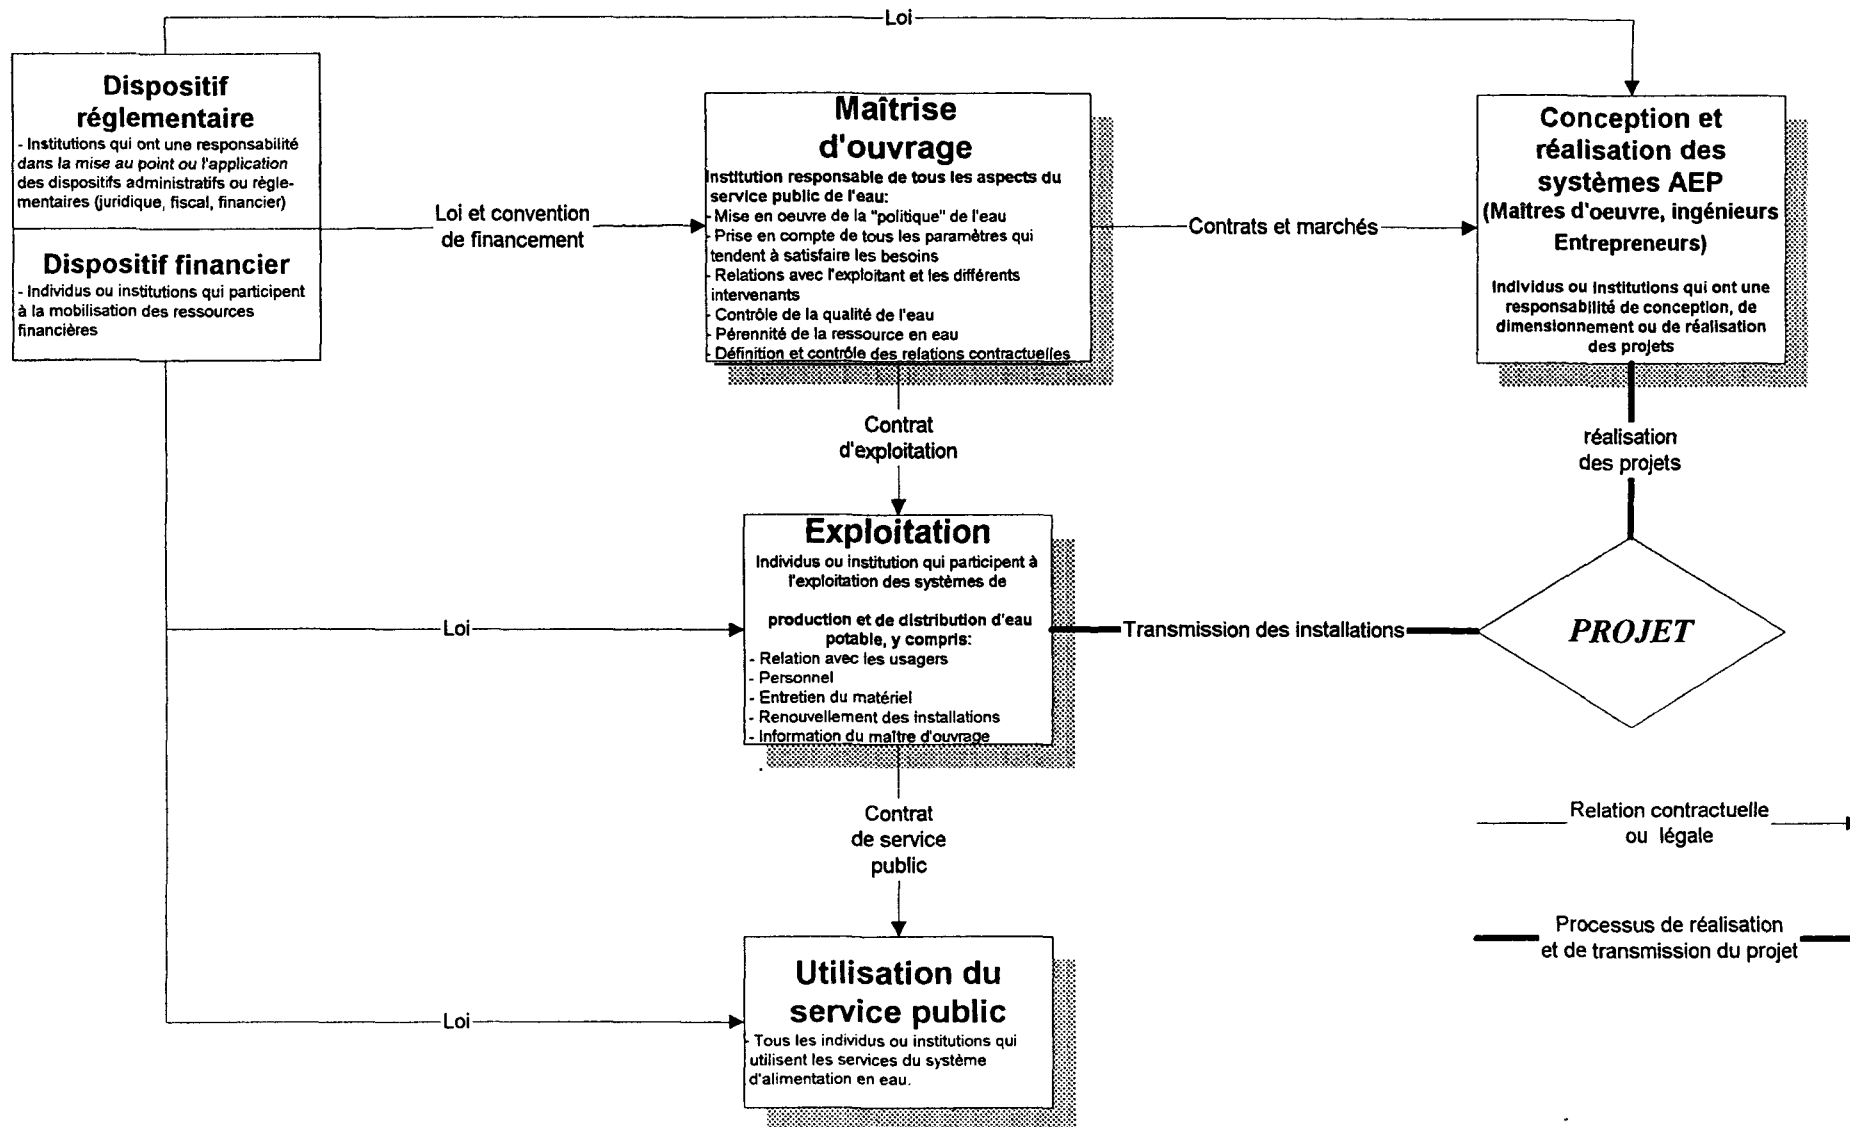 Loi
Dispositif
réglementaire
- Institutions qui ont une responsabilité
dans la mise au point ou l'application
des dispositifs administratifs ou règle-
mentaires (juridique, fiscal, financier)
Dispositif financier
- Individus ou institutions qui participent
à la mobilisation des ressources
financières
Loi et convention
de financement
Maîtrise
d'ouvrage
Institution responsable de tous les aspects du
service public de l'eau:
- Mise en oeuvre de la "politique" de l'eau
- Prise en compte de tous les paramètres qui
tendent à satisfaire les besoins
- Relations avec l'exploitant et les différents
intervenants
- Contrôle de la qualité de l'eau
- Pérennité de la ressource en eau
- Définition et contrôle des relations contractuelles
Contrats et marchés
Conception et
réalisation des
systèmes AEP
(Maîtres d'oeuvre, ingénieurs
Entrepreneurs)
Individus ou institutions qui ont une
responsabilité de conception, de
dimensionnement ou de réalisation
des projets
Contrat
d'exploitation
réalisation
des projets
Exploitation
Individus ou institution qui participent à
l'exploitation des systèmes de
production et de distribution d'eau
potable, y compris:
- Relation avec les usagers
- Personnel
- Entretien du matériel
- Renouvellement des installations
- Information du maître d'ouvrage
Loi
Transmission des installations
PROJET
Contrat
de service
public
Relation contractuelle
ou légale
Processus de réalisation
et de transmission du projet
Loi
Utilisation du
service public
- Tous les individus ou institutions qui
utilisent les services du système
d'alimentation en eau.